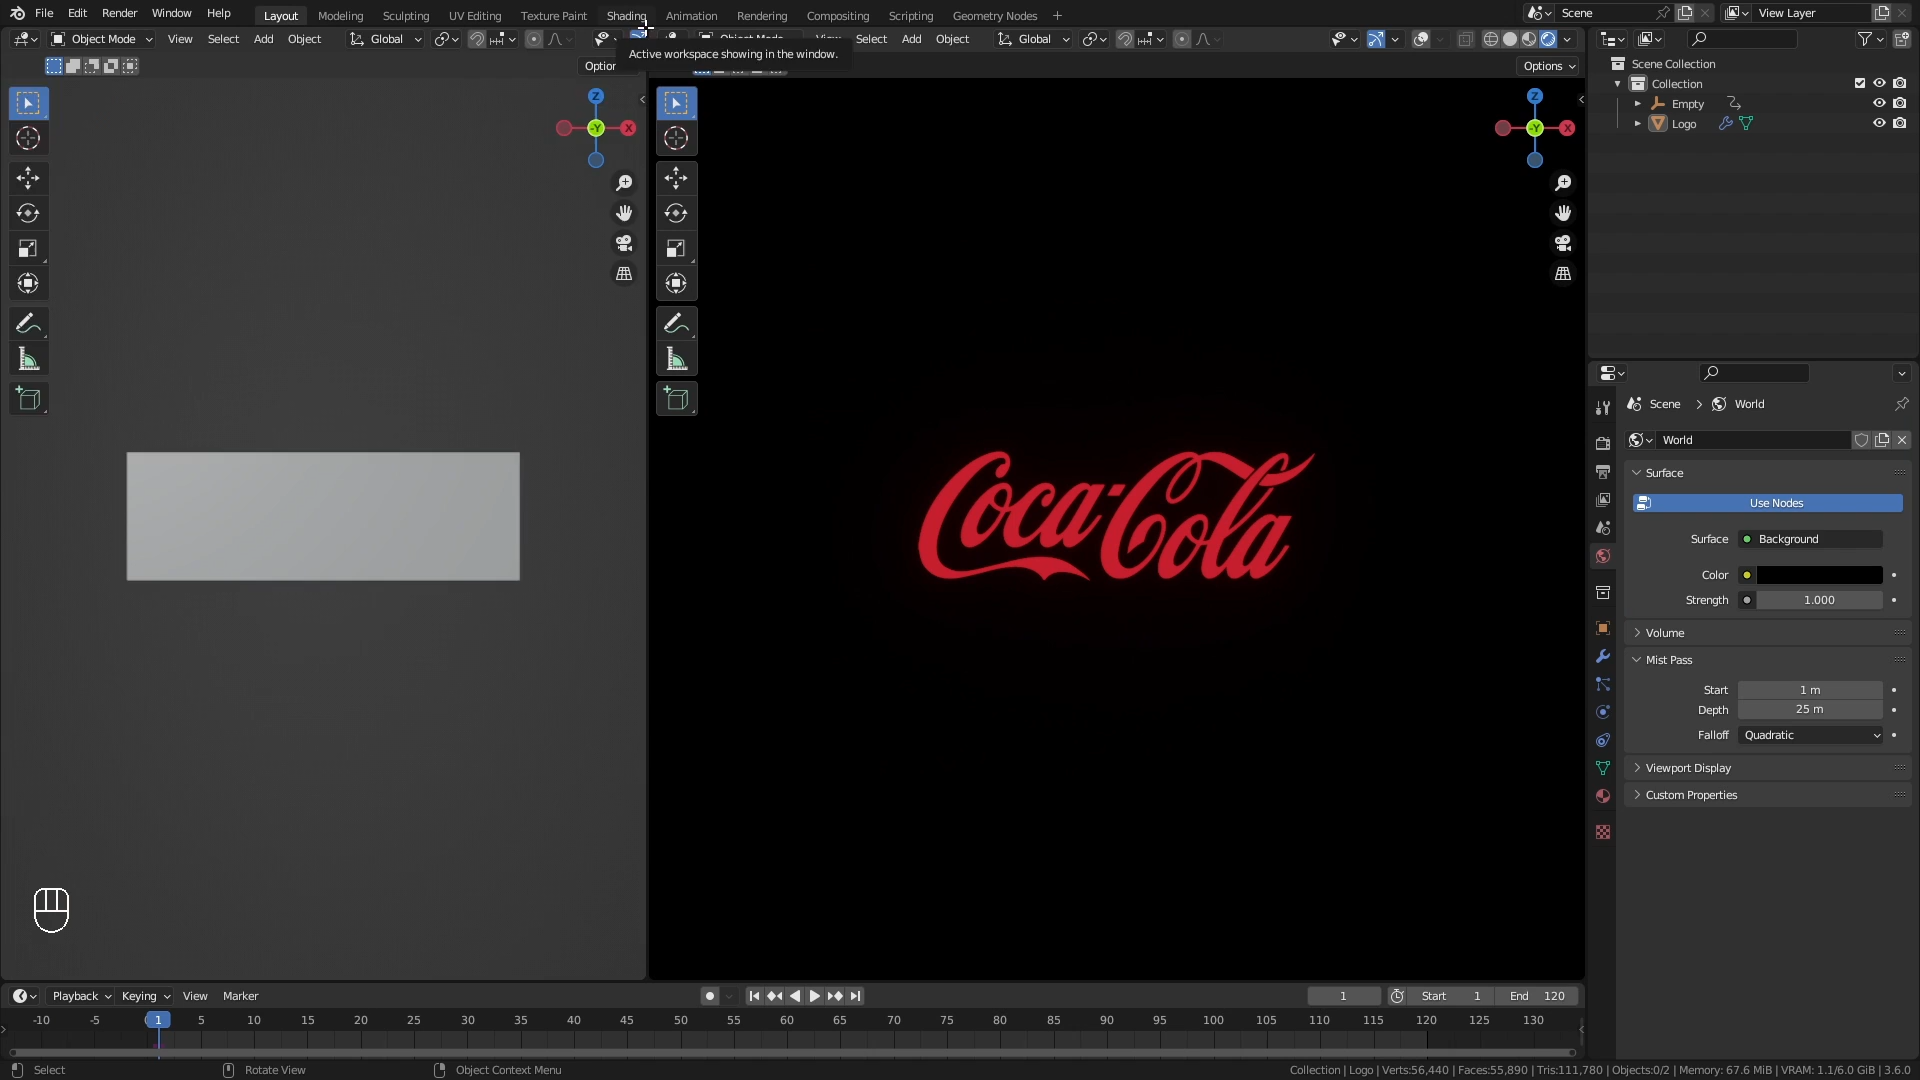 File Edit Render Window Help Layout Modeling Sculpting UV Editing Texture Paint Shading Animation Rendering Compositing Scripting Geometry Nodes + Scene View Layer
Object Mode View Select Add Object Global Object Mode Select Add Object Global
Active workspace showing in the window.
Options
Z
-Y X
Z
-Y X
Coca-Cola
Scene Collection
Collection
Empty
Logo
Scene > World
World
Surface
Use Nodes
Surface Background
Color
Strength 1.000
Volume
Mist Pass
Start 1 m
Depth 25 m
Falloff Quadratic
Viewport Display
Custom Properties
Playback Keying View Marker 1 Start 1 End 120
-10 -5 1 5 10 15 20 25 30 35 40 45 50 55 60 65 70 75 80 85 90 95 100 105 110 115 120 125 130
Select Rotate View Object Context Menu Collection | Logo | Verts:56,440 | Faces:55,890 | Tris:111,780 | Objects:0/2 | Memory: 67.6 MiB | VRAM: 1.1/6.0 GiB | 3.6.0